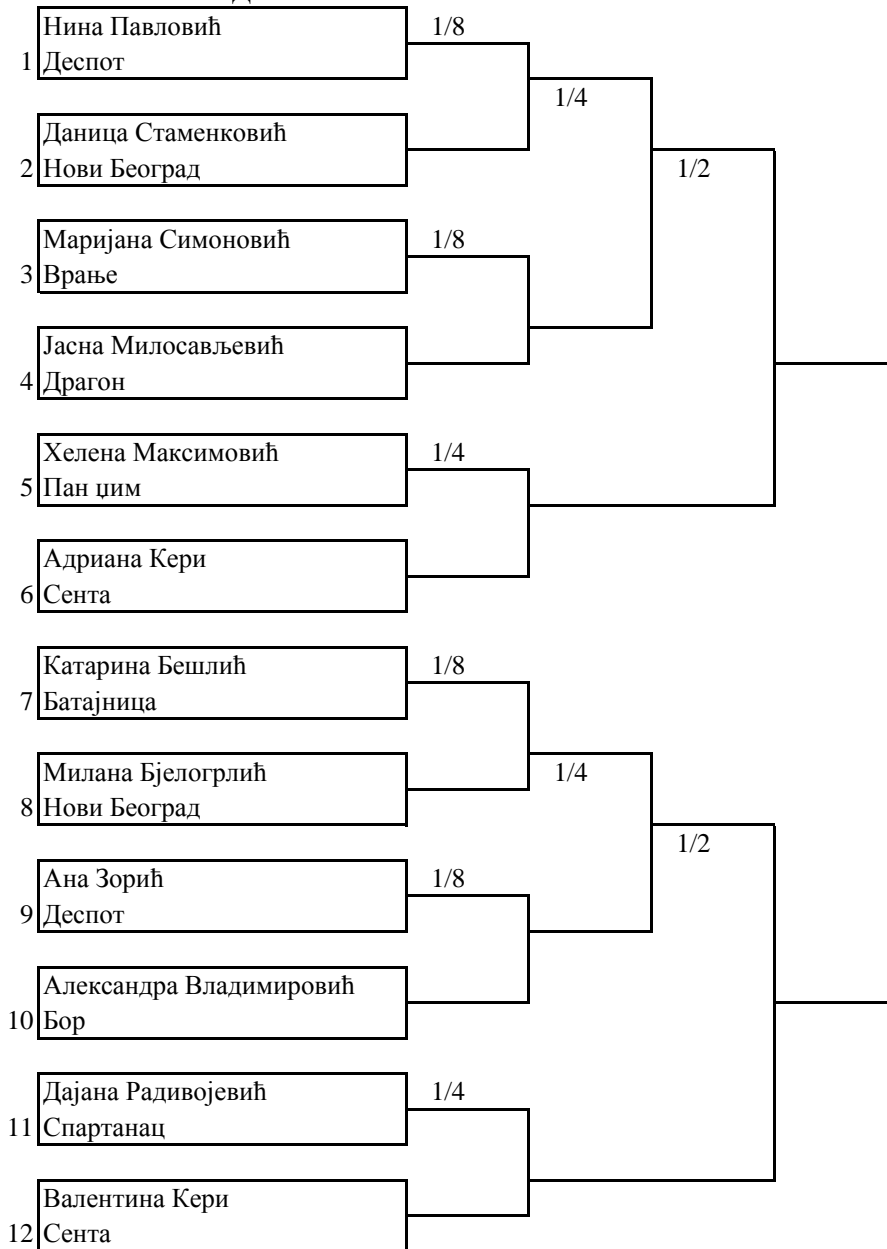 Нина Павловић
1/8
1 Деспот
1/4
Даница Стаменковић
2 Нови Београд
1/2
Маријана Симоновић
1/8
3 Врање
Јасна Милосављевић
4 Драгон
Хелена Максимовић
1/4
5 Пан џим
Адриана Кери
6 Сента
Катарина Бешлић
1/8
7 Батајница
Милана Бјелогрлић
1/4
8 Нови Београд
1/2
Ана Зорић
1/8
9 Деспот
Александра Владимировић
10 Бор
Дајана Радивојевић
1/4
11 Спартанац
Валентина Кери
12 Сента